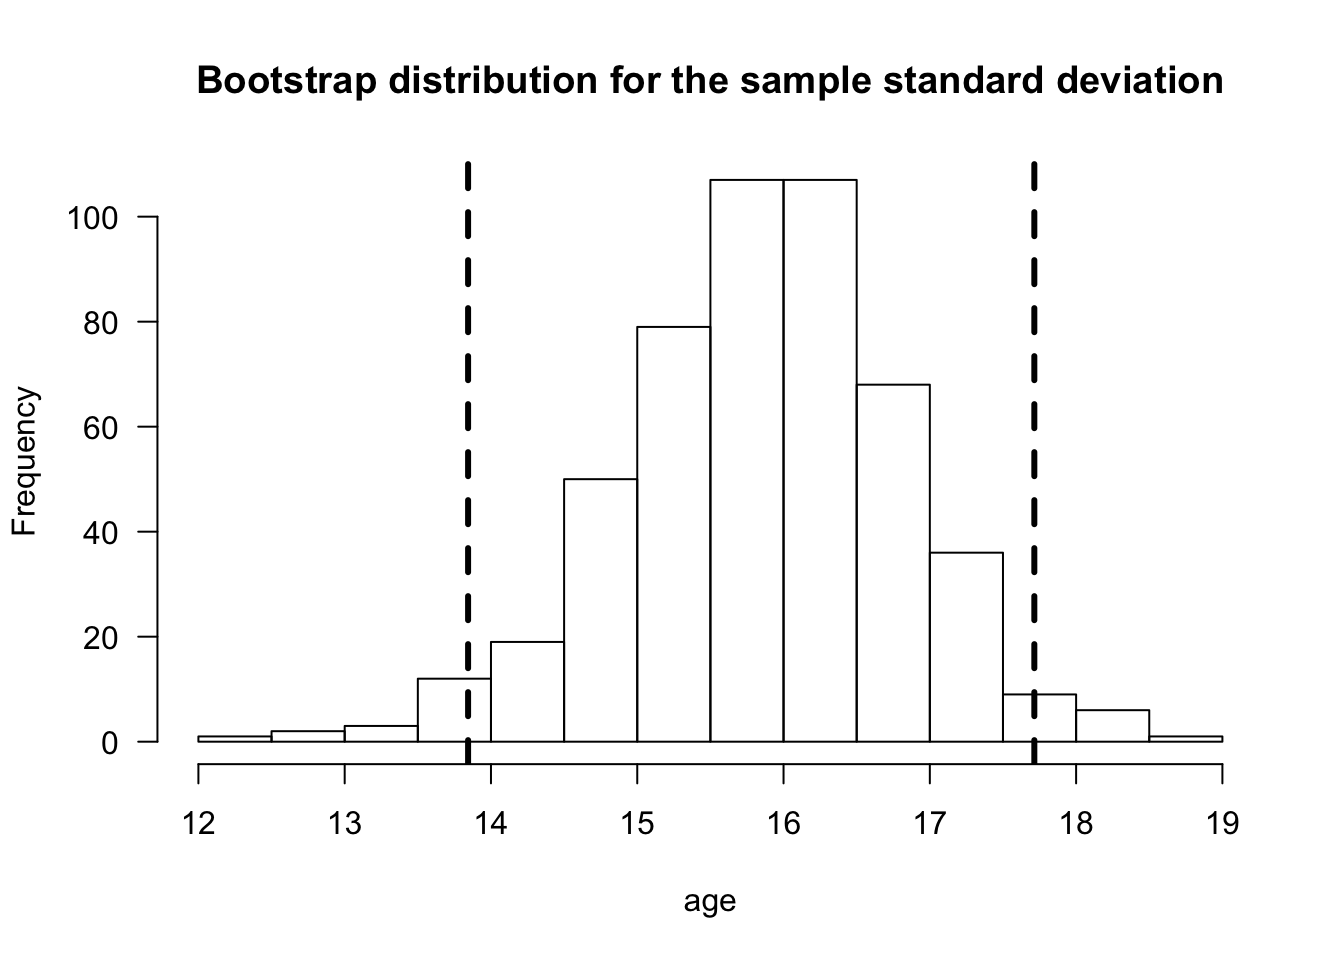 Bootstrap distribution for the sample standard deviation
100
80
60
40
20
0
Frequency
12 13 14 15 16 17 18 19
age